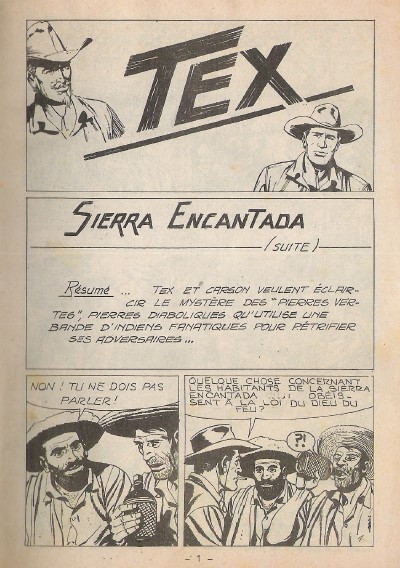 TEX
SIERRA ENCANTADA
(SUITE)
Résumé ... TEX ET CARSON VEULENT ÉCLAIR-
CIR LE MYSTÈRE DES "PIERRES VER-
TES", PIERRES DIABOLIQUES QU'UTILISE UNE
BANDE D'INDIENS FANATIQUES POUR PÉTRIFIER
SES ADVERSAIRES...
NON ! TU NE DOIS PAS
PARLER !
QUELQUE CHOSE CONCERNANT
LES HABITANTS DE LA SIERRA
ENCANTADA ... OBÉIS-
SENT À LA LOI DU DIEU DU
FEU ?
?!
- 1 -